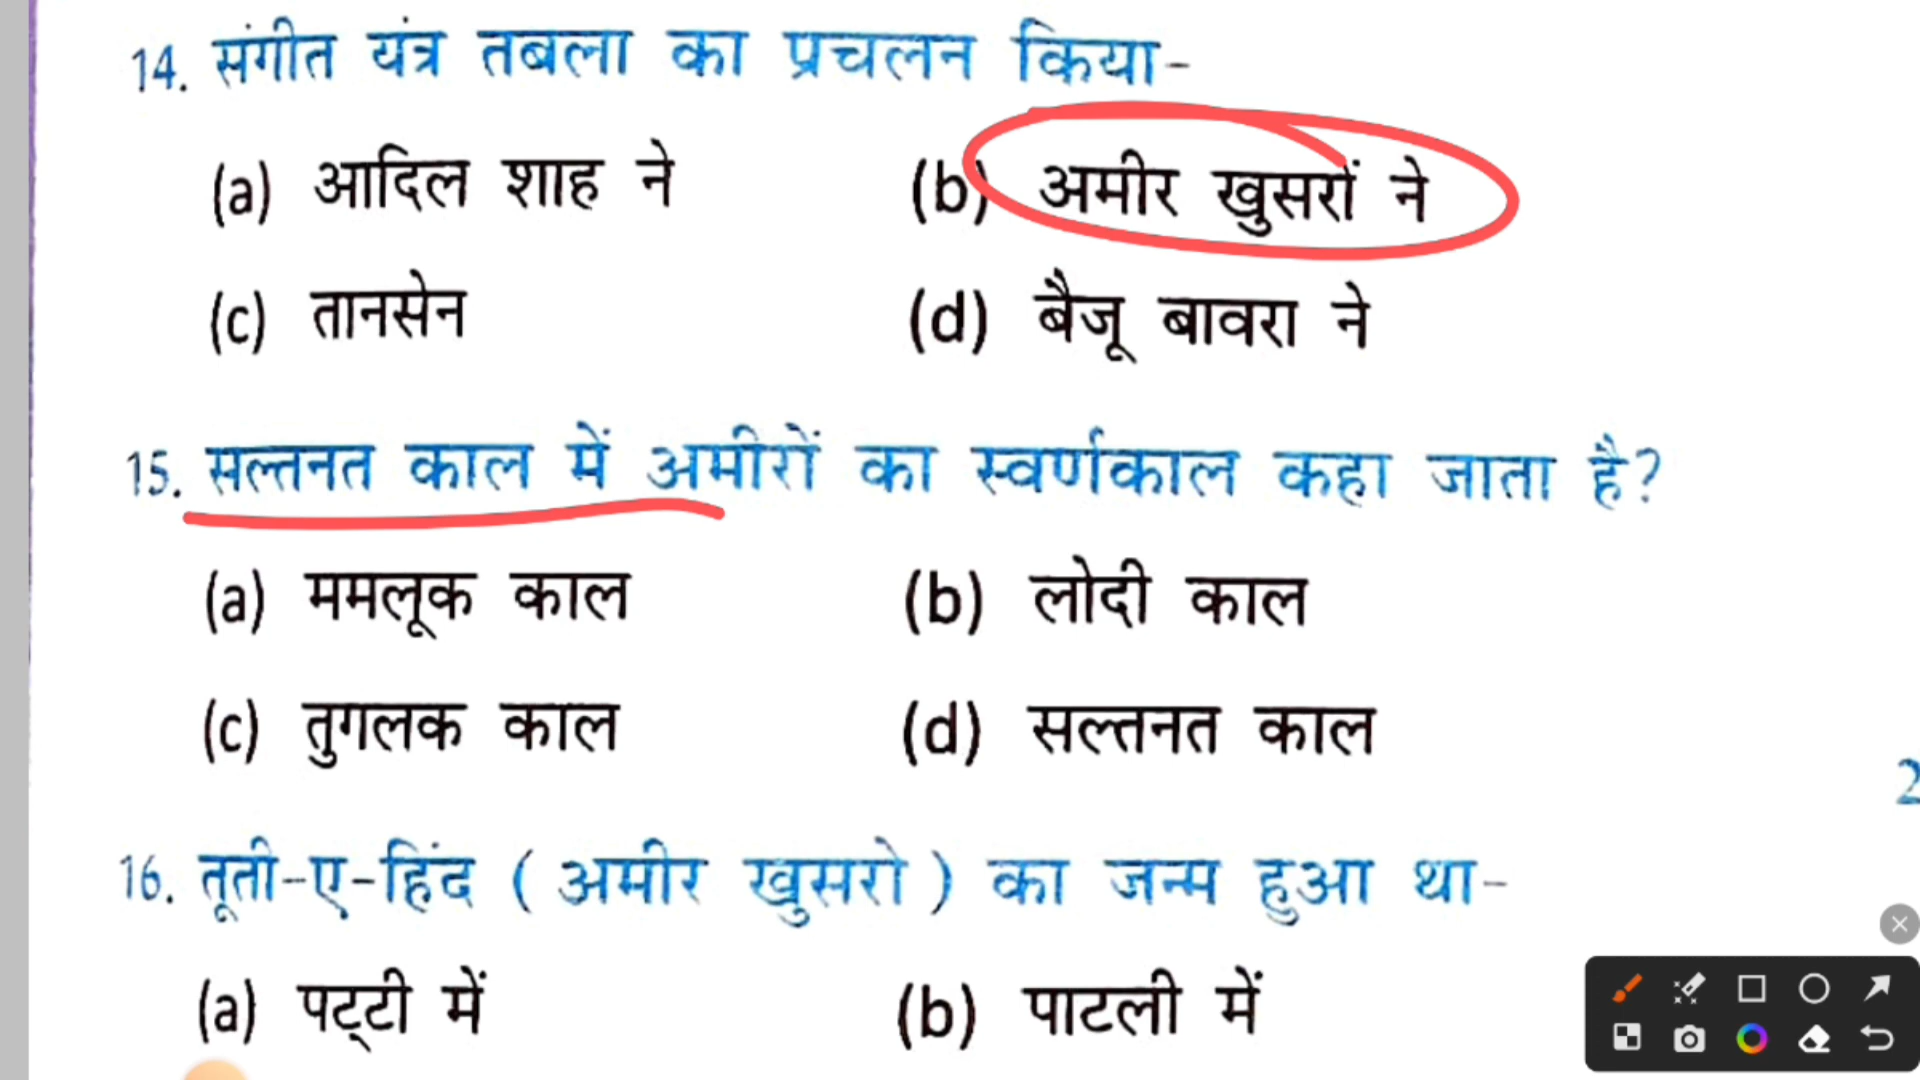 14. संगीत यंत्र तबला का प्रचलन किया-
(a) आदिल शाह ने (b) अमीर खुसरों ने
(c) तानसेन (d) बैजू बावरा ने
15. सल्तनत काल में अमीरों का स्वर्णकाल कहा जाता है?
(a) ममलूक काल (b) लोदी काल
(c) तुगलक काल (d) सल्तनत काल
2
16. तूती-ए-हिंद ( अमीर खुसरो ) का जन्म हुआ था-
(a) पट्टी में (b) पाटली में